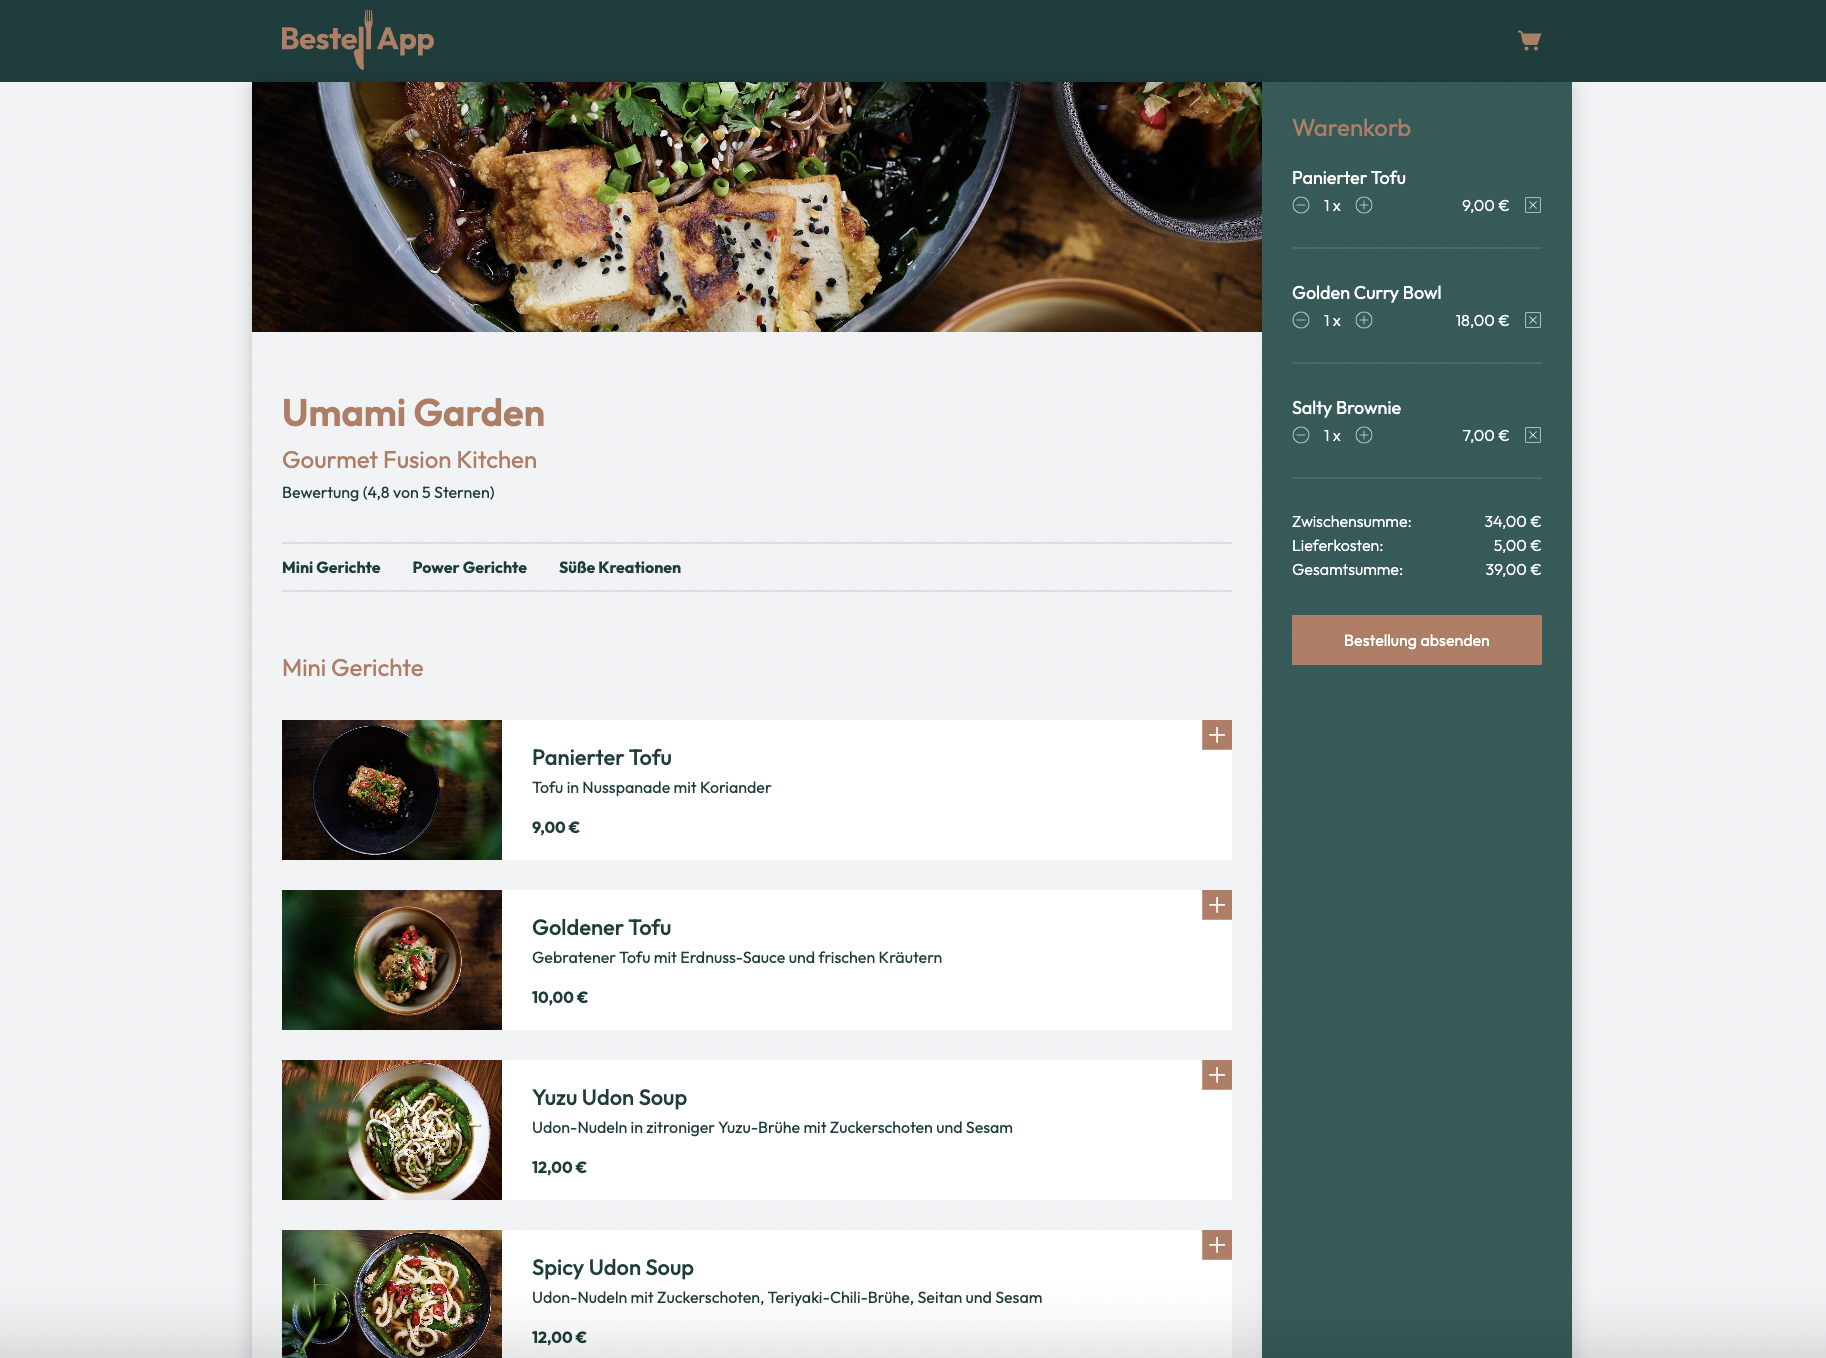 Bestell App
Umami Garden
Gourmet Fusion Kitchen
Bewertung (4,8 von 5 Sternen)
Mini Gerichte Power Gerichte Süße Kreationen
Mini Gerichte
Panierter Tofu
Tofu in Nusspanade mit Koriander
9,00 €
Goldener Tofu
Gebratener Tofu mit Erdnuss-Sauce und frischen Kräutern
10,00 €
Yuzu Udon Soup
Udon-Nudeln in zitroniger Yuzu-Brühe mit Zuckerschoten und Sesam
12,00 €
Spicy Udon Soup
Udon-Nudeln mit Zuckerschoten, Teriyaki-Chili-Brühe, Seitan und Sesam
12,00 €
Warenkorb
Panierter Tofu
1 x 9,00 €
Golden Curry Bowl
1 x 18,00 €
Salty Brownie
1 x 7,00 €
Zwischensumme: 34,00 €
Lieferkosten: 5,00 €
Gesamtsumme: 39,00 €
Bestellung absenden